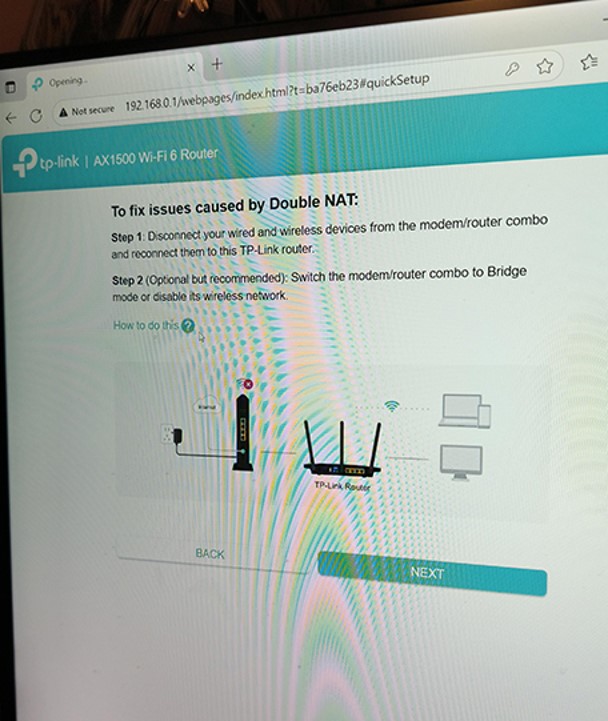 Opening..
Not secure 192.168.0.1/webpages/index.html?t=ba76eb23#quickSetup
tp-link | AX1500 Wi-Fi 6 Router
To fix issues caused by Double NAT:
Step 1: Disconnect your wired and wireless devices from the modem/router combo
and reconnect them to this TP-Link router.
Step 2 (Optional but recommended): Switch the modem/router combo to Bridge
mode or disable its wireless network.
How to do this ?
Internet
TP-Link Router
BACK
NEXT